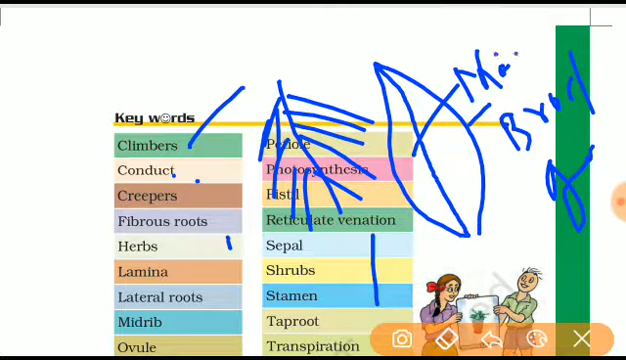 Key words
Climbers
Conduct
Creepers
Fibrous roots
Herbs
Lamina
Lateral roots
Midrib
Ovule
Petiole
Photosynthesis
Pistil
Reticulate venation
Sepal
Shrubs
Stamen
Taproot
Transpiration